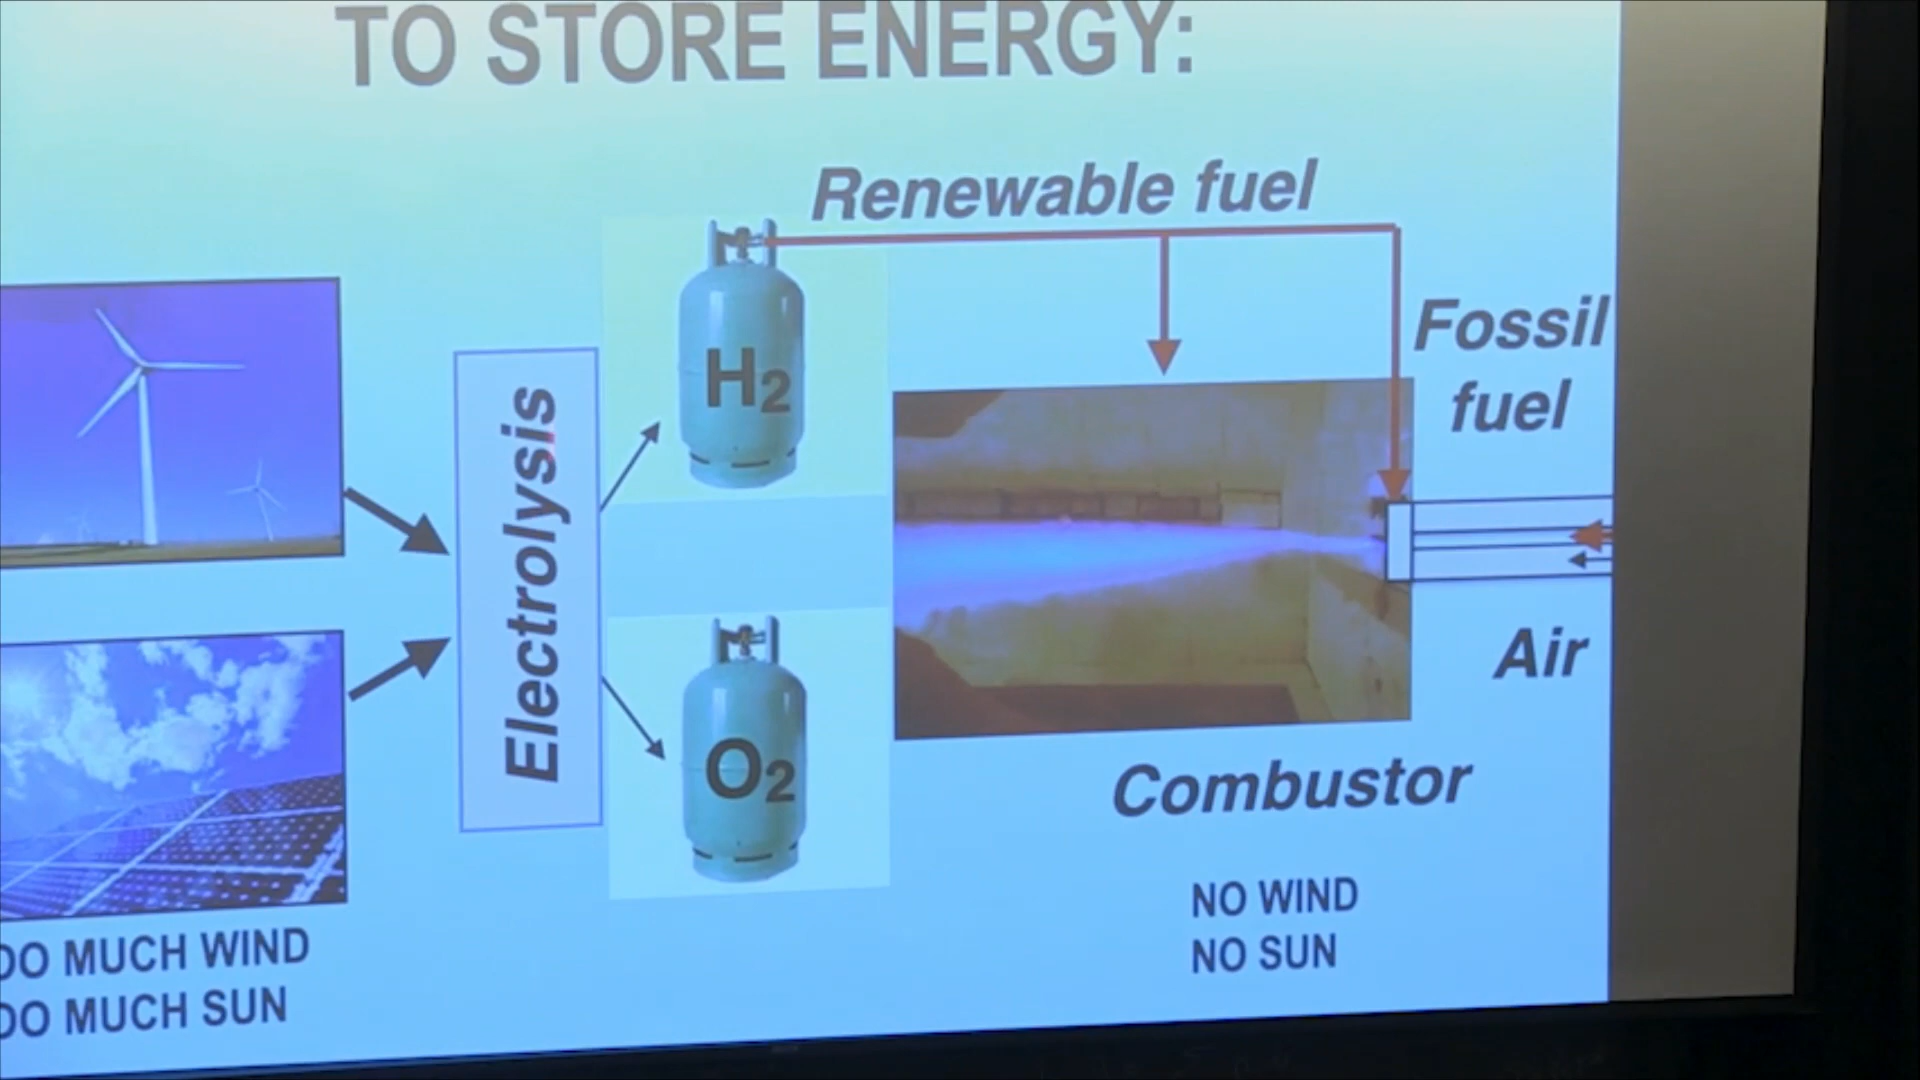 TO STORE ENERGY:
Renewable fuel
Fossil
fuel
H2
Electrolysis
O2
Air
Combustor
OO MUCH WIND
OO MUCH SUN
NO WIND
NO SUN